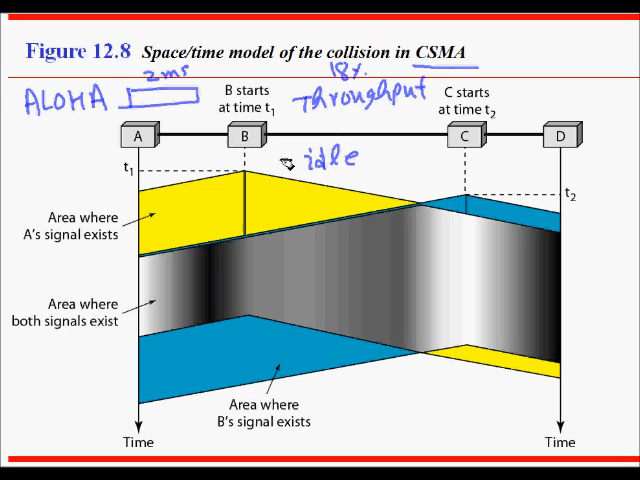 Figure 12.8 Space/time model of the collision in CSMA
2ms
18%
ALOHA
Throughput
B starts
at time t1
C starts
at time t2
A
B
C
D
idle
t1
t2
Area where
A's signal exists
Area where
both signals exist
Area where
B's signal exists
Time
Time